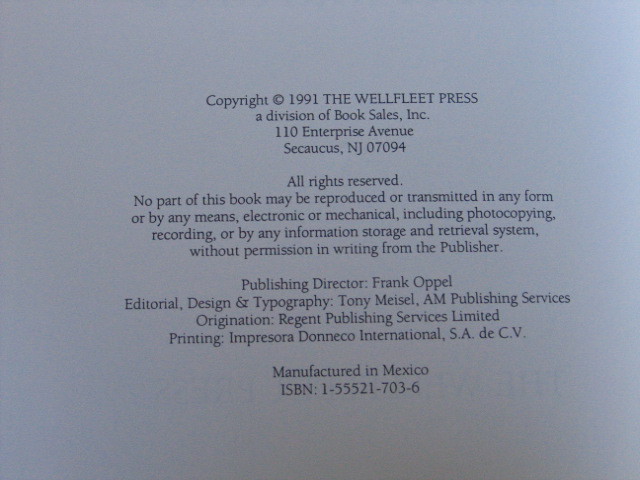 Copyright © 1991 THE WELLFLEET PRESS
a division of Book Sales, Inc.
110 Enterprise Avenue
Secaucus, NJ 07094
All rights reserved.
No part of this book may be reproduced or transmitted in any form
or by any means, electronic or mechanical, including photocopying,
recording, or by any information storage and retrieval system,
without permission in writing from the Publisher.
Publishing Director: Frank Oppel
Editorial, Design & Typography: Tony Meisel, AM Publishing Services
Origination: Regent Publishing Services Limited
Printing: Impresora Donneco International, S.A. de C.V.
Manufactured in Mexico
ISBN: 1-55521-703-6